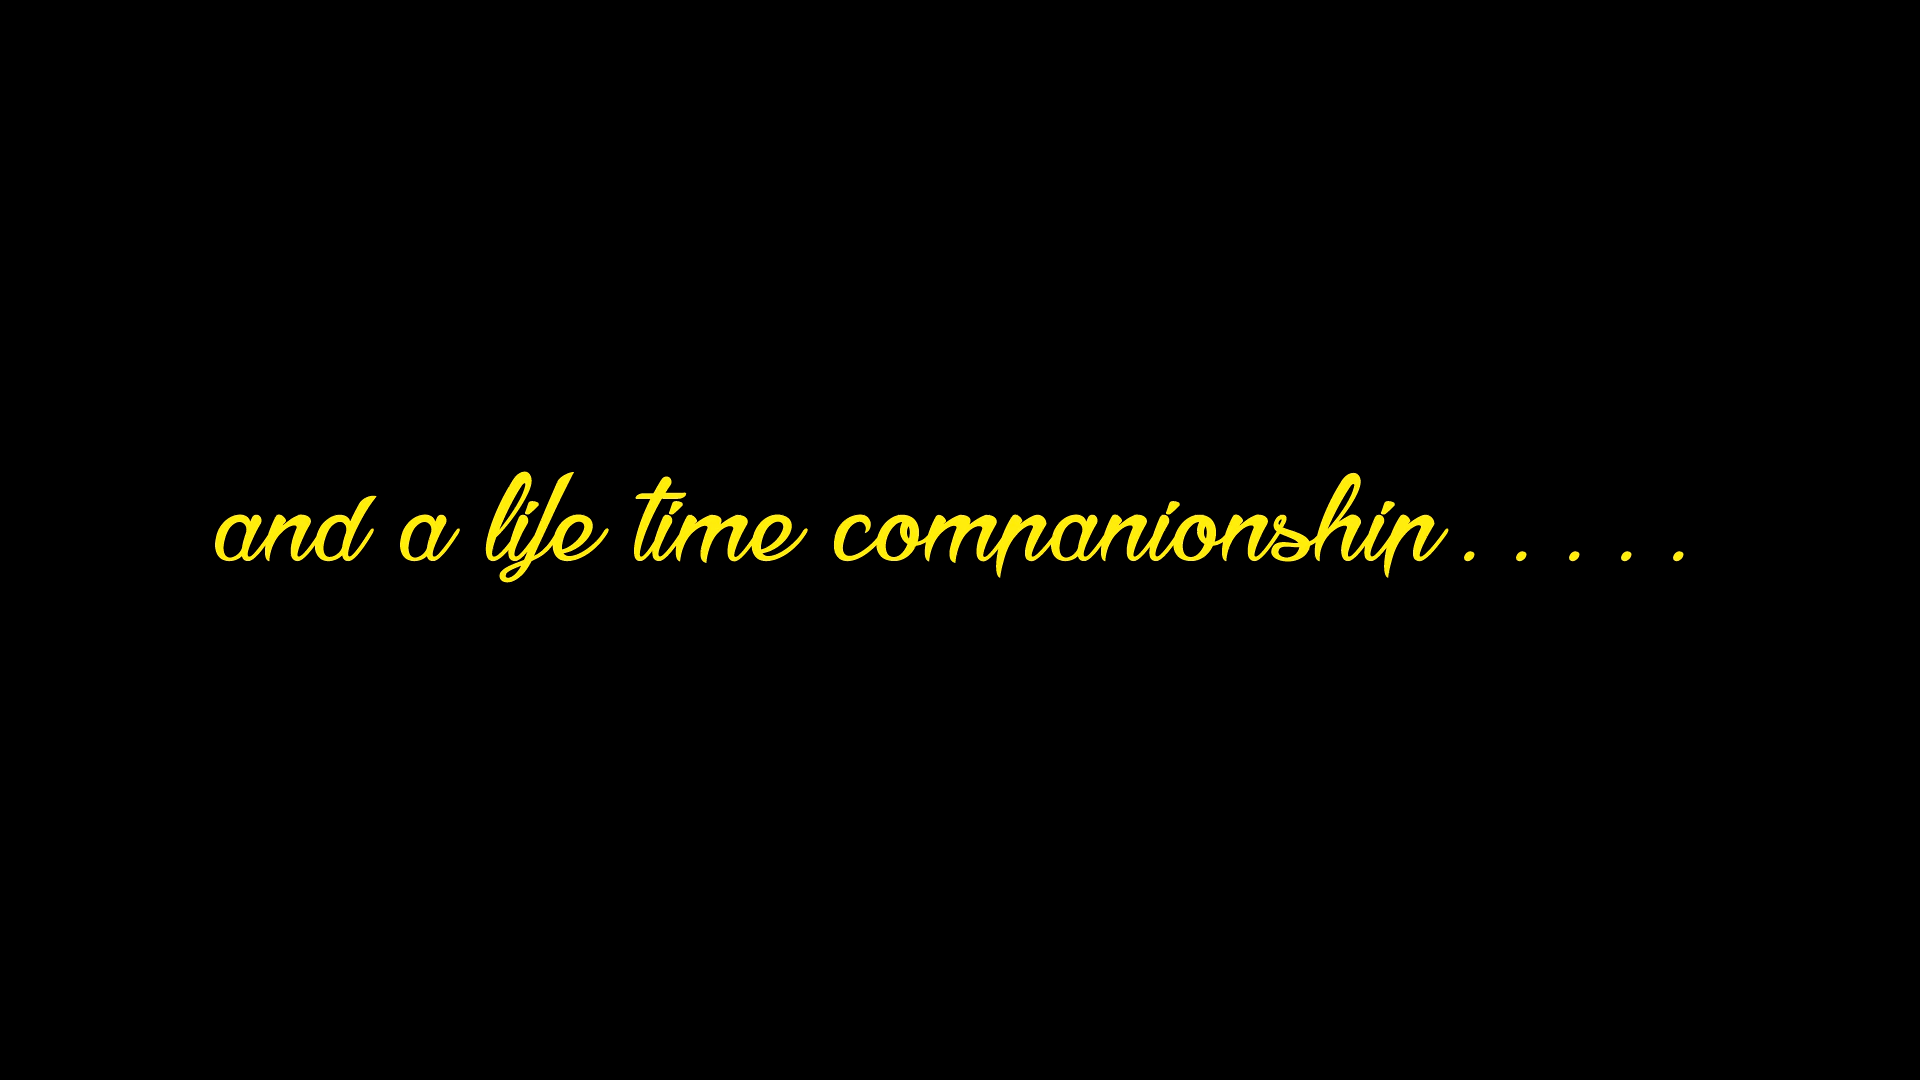 and a life time companionship . . . . .